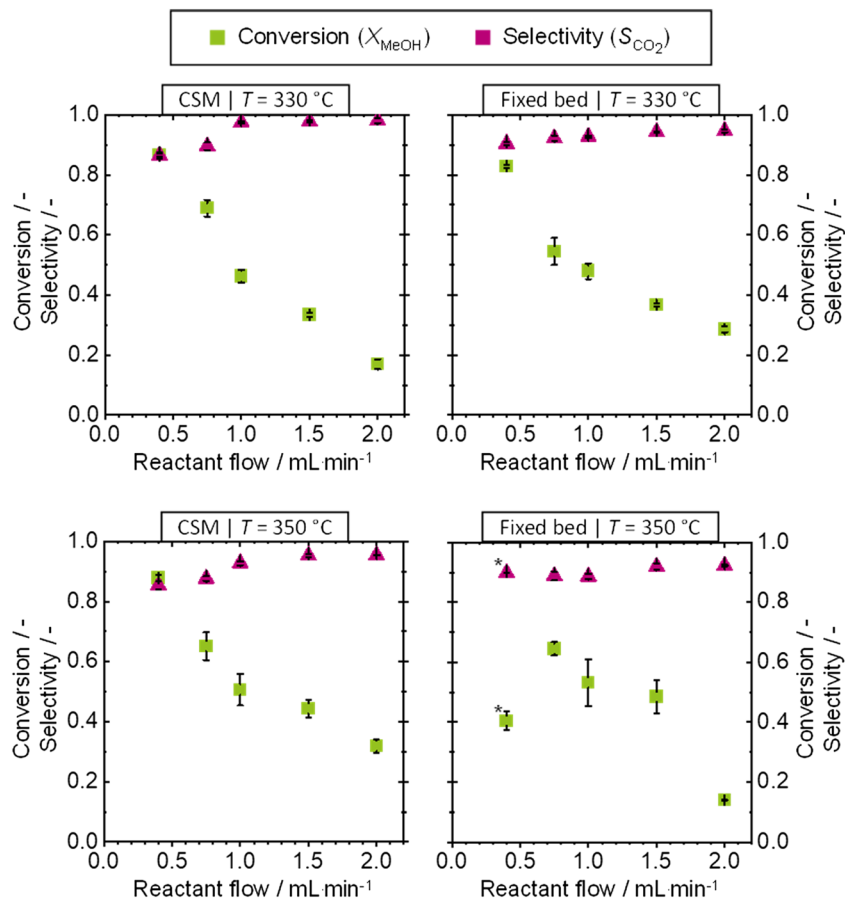 Conversion (X_MeOH) Selectivity (S_CO2)
CSM | T = 330 °C
Fixed bed | T = 330 °C
1.0 1.0
0.8 0.8
0.6 0.6
0.4 0.4
0.2 0.2
0.0 0.0
Conversion / -
Selectivity / -
Conversion / -
Selectivity / -
0.0 0.5 1.0 1.5 2.0
0.0 0.5 1.0 1.5 2.0
Reactant flow / mL·min⁻¹
Reactant flow / mL·min⁻¹
CSM | T = 350 °C
Fixed bed | T = 350 °C
1.0 1.0
0.8 0.8
0.6 0.6
0.4 0.4
0.2 0.2
0.0 0.0
Conversion / -
Selectivity / -
*
*
Conversion / -
Selectivity / -
0.0 0.5 1.0 1.5 2.0
0.0 0.5 1.0 1.5 2.0
Reactant flow / mL·min⁻¹
Reactant flow / mL·min⁻¹